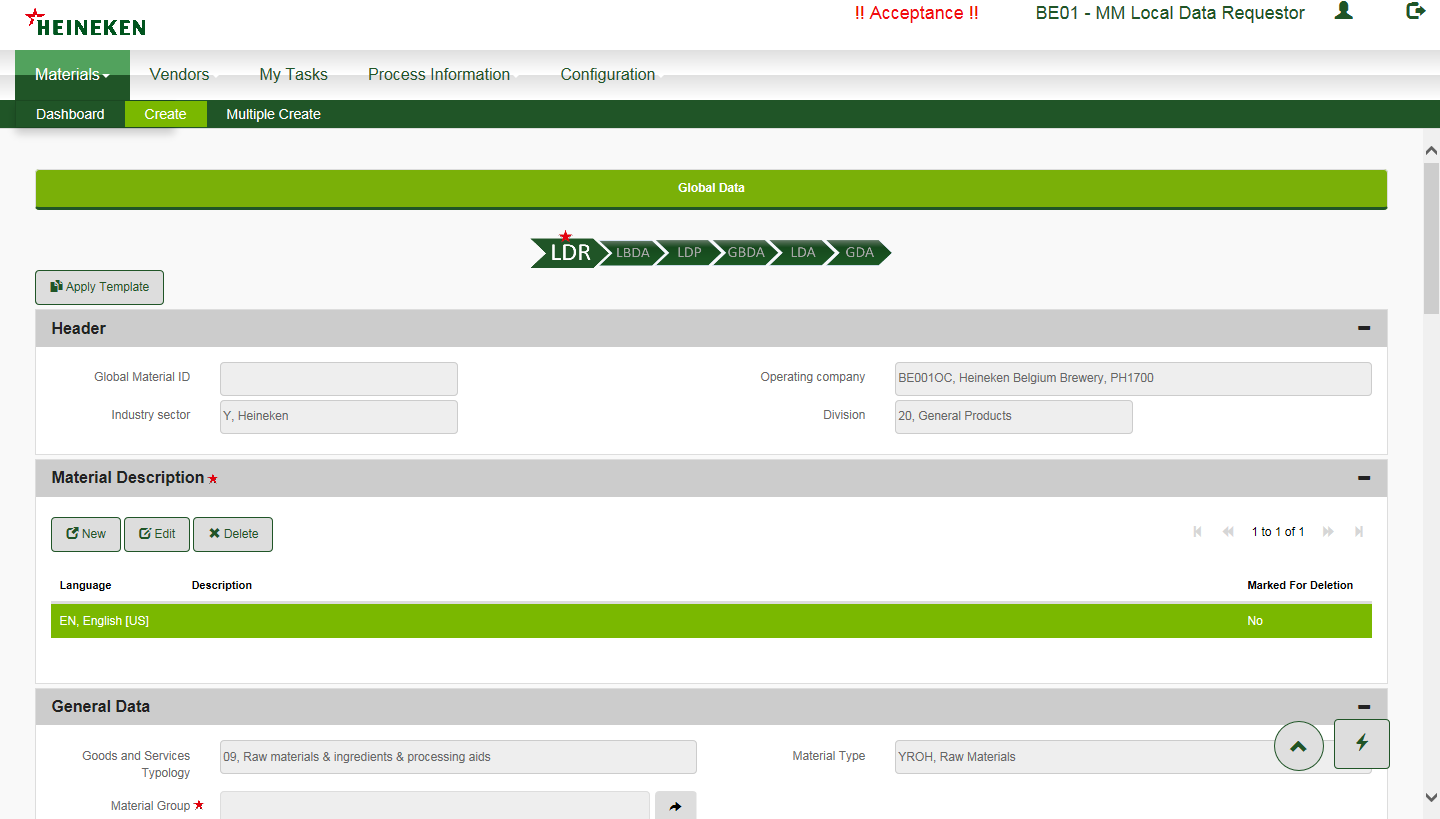 HEINEKEN
!! Acceptance !!
BE01 - MM Local Data Requestor
Materials
Vendors
My Tasks
Process Information
Configuration
Dashboard
Create
Multiple Create
Global Data
LDR
LBDA
LDP
GBDA
LDA
GDA
Apply Template
Header
Global Material ID
Operating company
BE001OC, Heineken Belgium Brewery, PH1700
Industry sector
Y, Heineken
Division
20, General Products
Material Description
New
Edit
Delete
1 to 1 of 1
Language
Description
Marked For Deletion
EN, English [US]
No
General Data
Goods and Services
Typology
09, Raw materials & ingredients & processing aids
Material Type
YROH, Raw Materials
Material Group